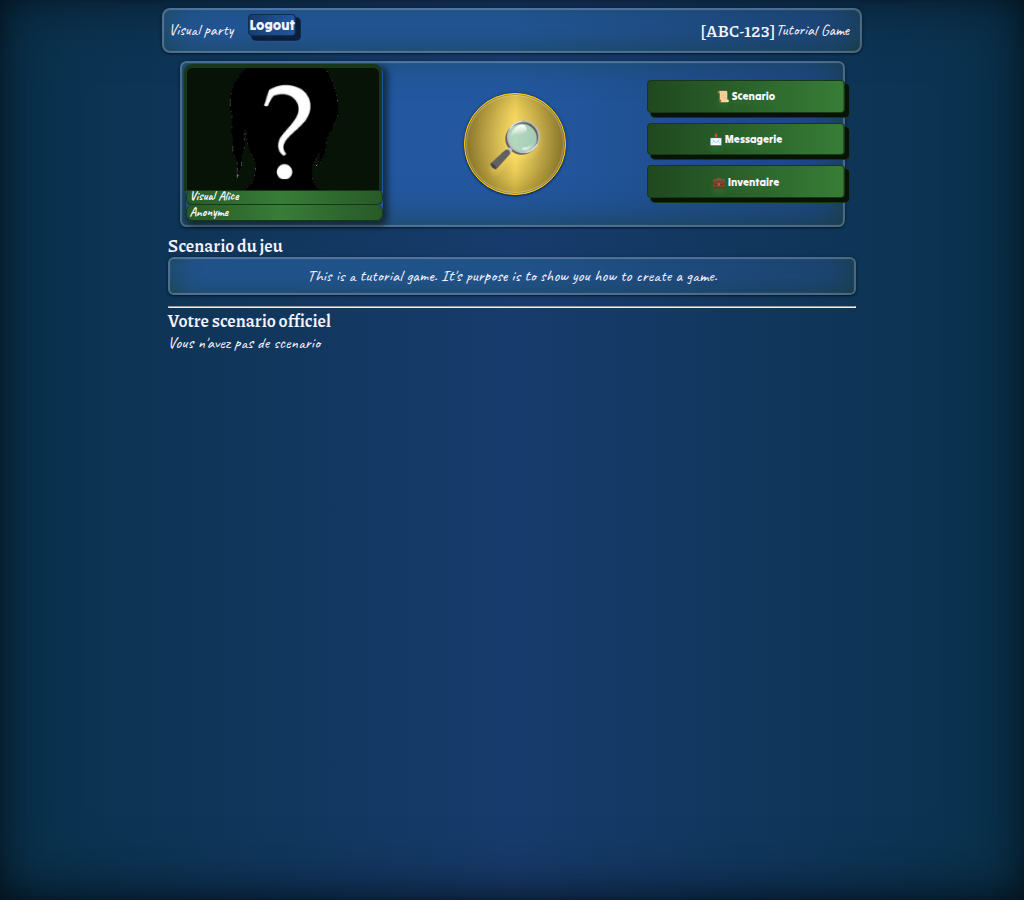 Visual party Logout [ABC-123] Tutorial Game
?
Visual Alice
Anonyme
📜 Scenario
📩 Messagerie
💼 Inventaire
Scenario du jeu
This is a tutorial game. It's purpose is to show you how to create a game.
Votre scenario officiel
Vous n'avez pas de scenario